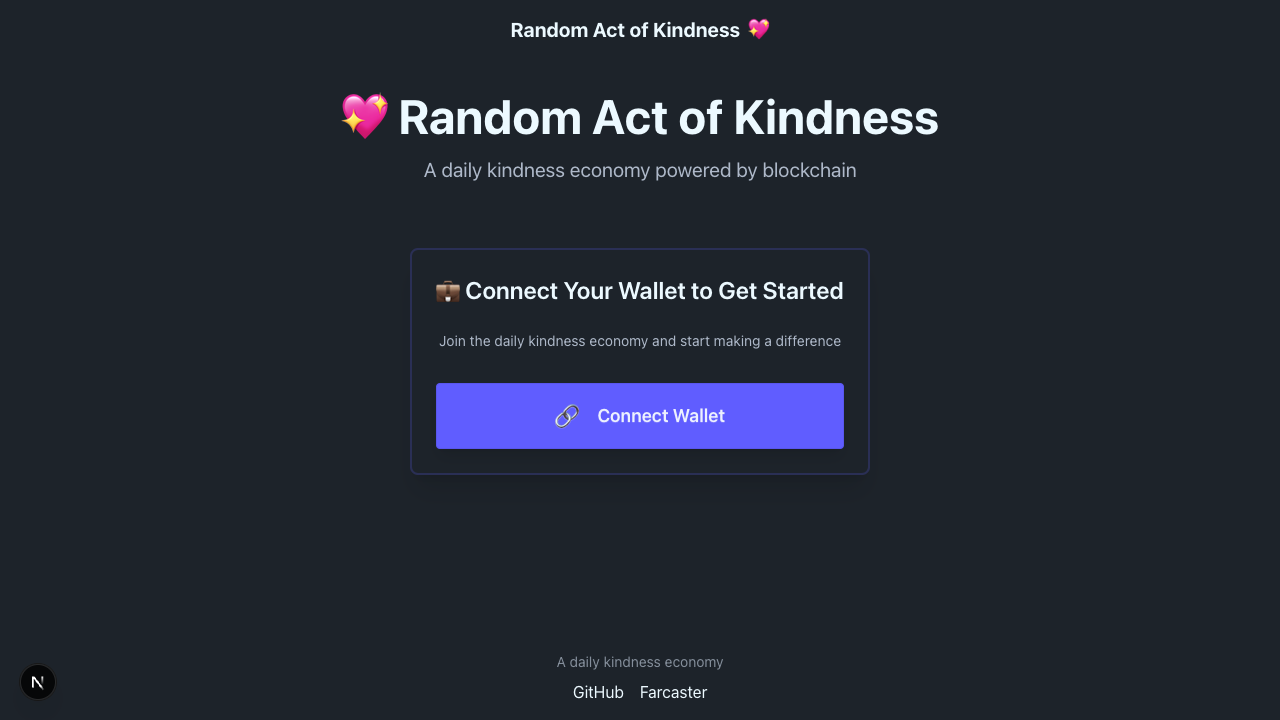 Random Act of Kindness 💖
💖 Random Act of Kindness
A daily kindness economy powered by blockchain
💼 Connect Your Wallet to Get Started
Join the daily kindness economy and start making a difference
🔗 Connect Wallet
A daily kindness economy
N
GitHub Farcaster